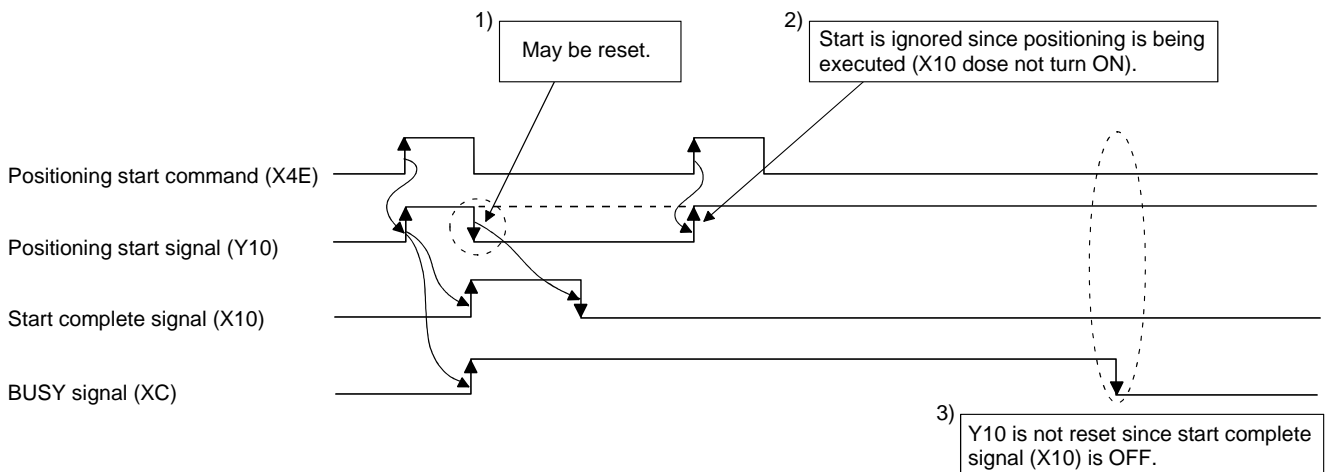 1)
May be reset.
2)
Start is ignored since positioning is being
executed (X10 dose not turn ON).
Positioning start command (X4E)
Positioning start signal (Y10)
Start complete signal (X10)
BUSY signal (XC)
3)
Y10 is not reset since start complete
signal (X10) is OFF.